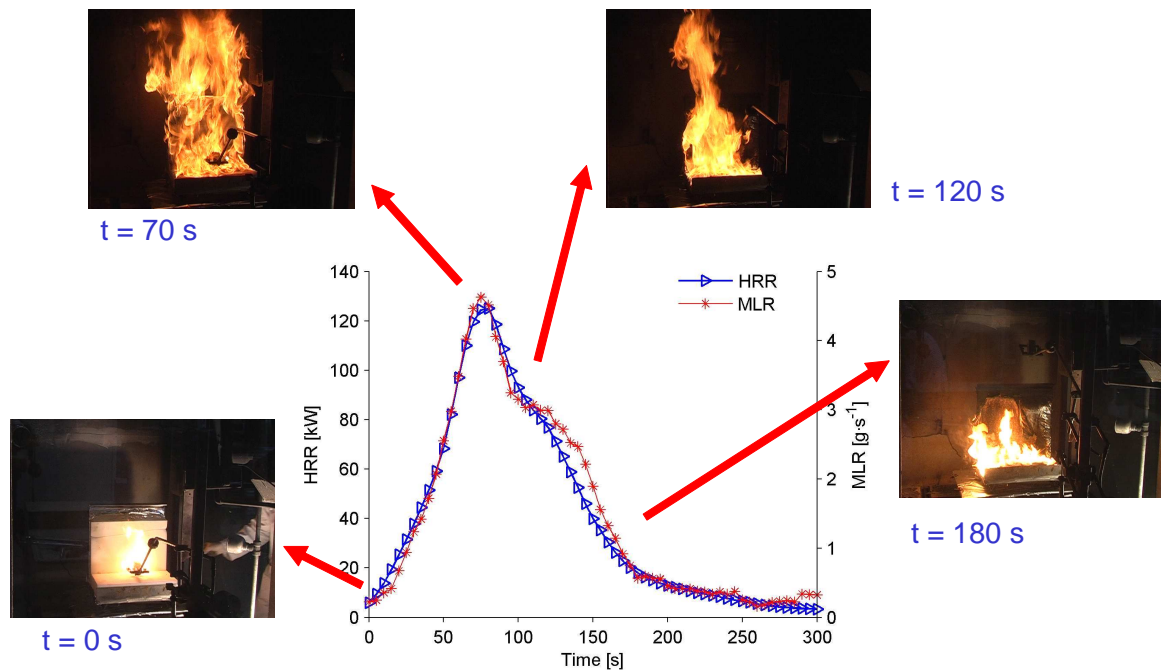 t = 70 s
t = 120 s
HRR
MLR
HRR [kW]
140
120
100
80
60
40
20
0
MLR [g·s⁻¹]
5
4
3
2
1
0
0 50 100 150 200 250 300
Time [s]
t = 0 s
t = 180 s